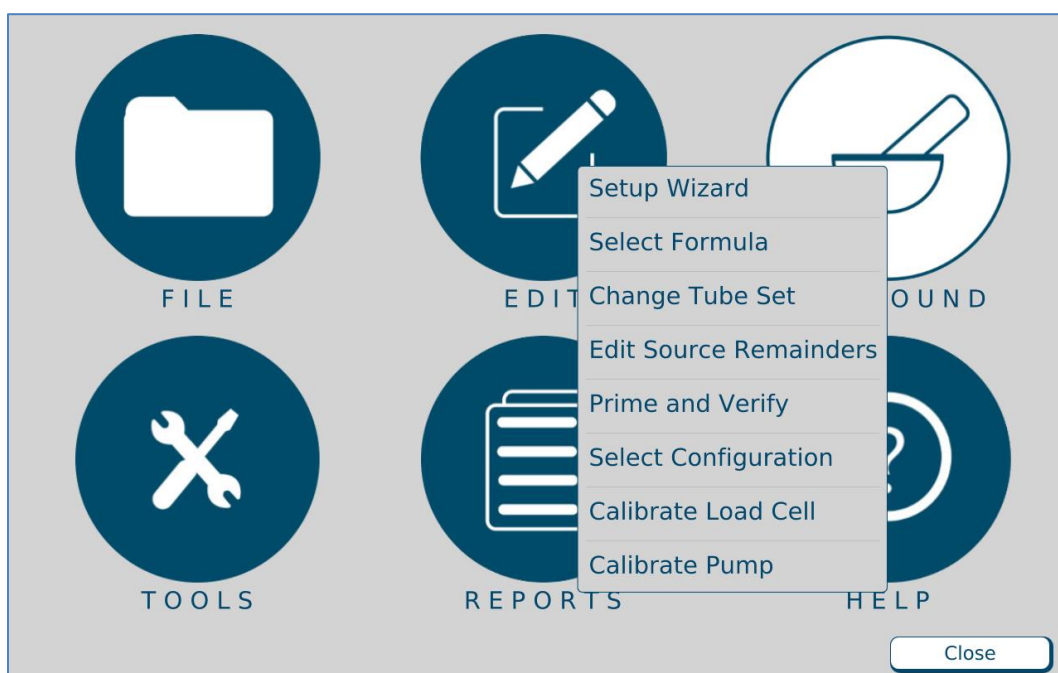 FILE
EDIT
OUND
Setup Wizard
Select Formula
Change Tube Set
Edit Source Remainders
Prime and Verify
Select Configuration
Calibrate Load Cell
Calibrate Pump
TOOLS
REPORTS
HELP
Close